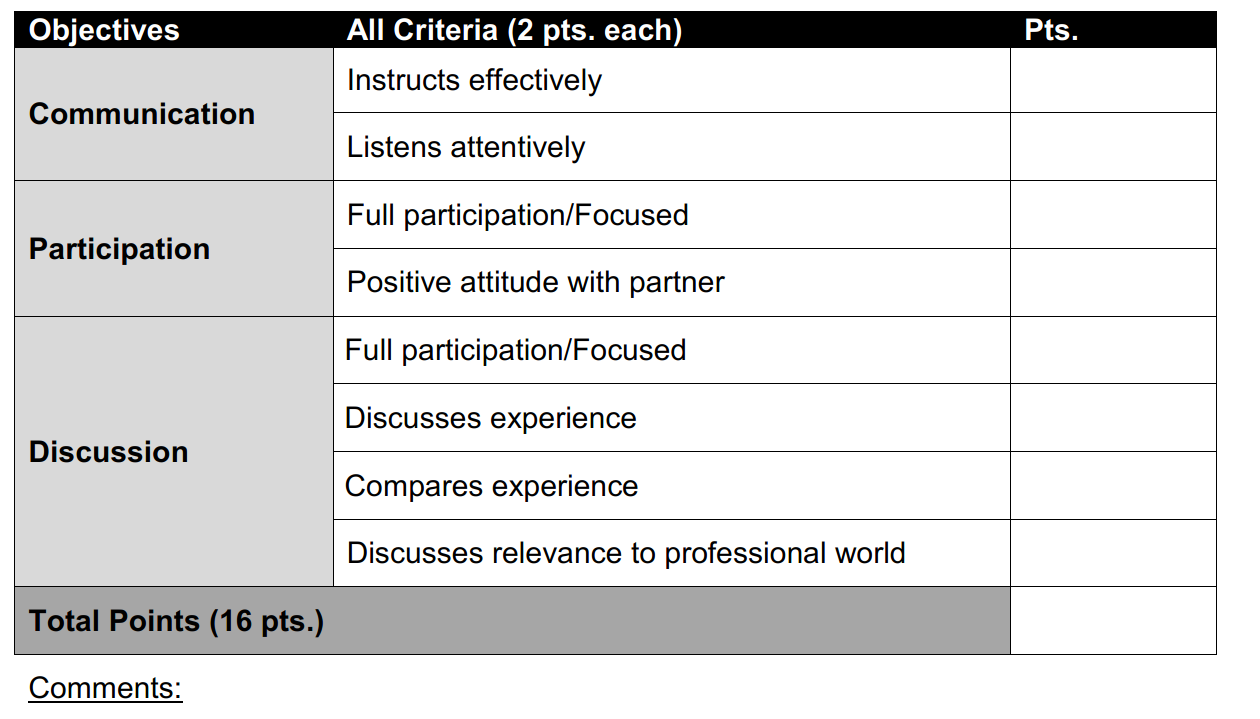 Objectives All Criteria (2 pts. each) Pts.
Instructs effectively
Communication
Listens attentively
Full participation/Focused
Participation
Positive attitude with partner
Full participation/Focused
Discusses experience
Discussion
Compares experience
Discusses relevance to professional world
Total Points (16 pts.)
Comments: